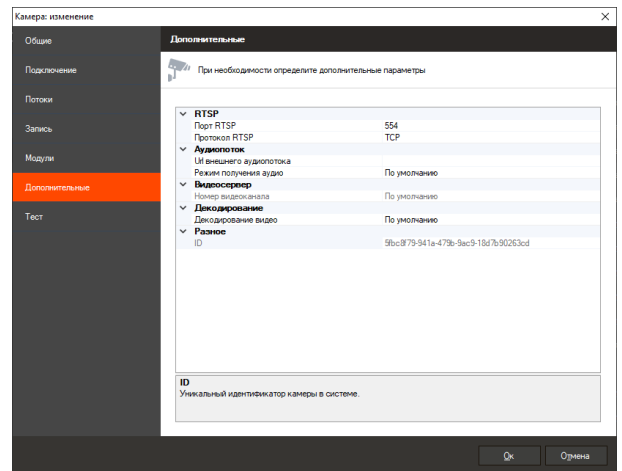 Камера: изменение
Общие
Подключение
Потоки
Запись
Модули
Дополнительные
Тест
Дополнительные
При необходимости определите дополнительные параметры
RTSP
Порт RTSP 554
Протокол RTSP TCP
Аудиопоток
Url внешнего аудиопотока
Режим получения аудио По умолчанию
Видеосервер
Номер видеоканала По умолчанию
Декодирование
Декодирование видео По умолчанию
Разное
ID 5fbc8f79-941a-479b-9ac9-18d7b90263cd
ID
Уникальный идентификатор камеры в системе.
Ок Отмена